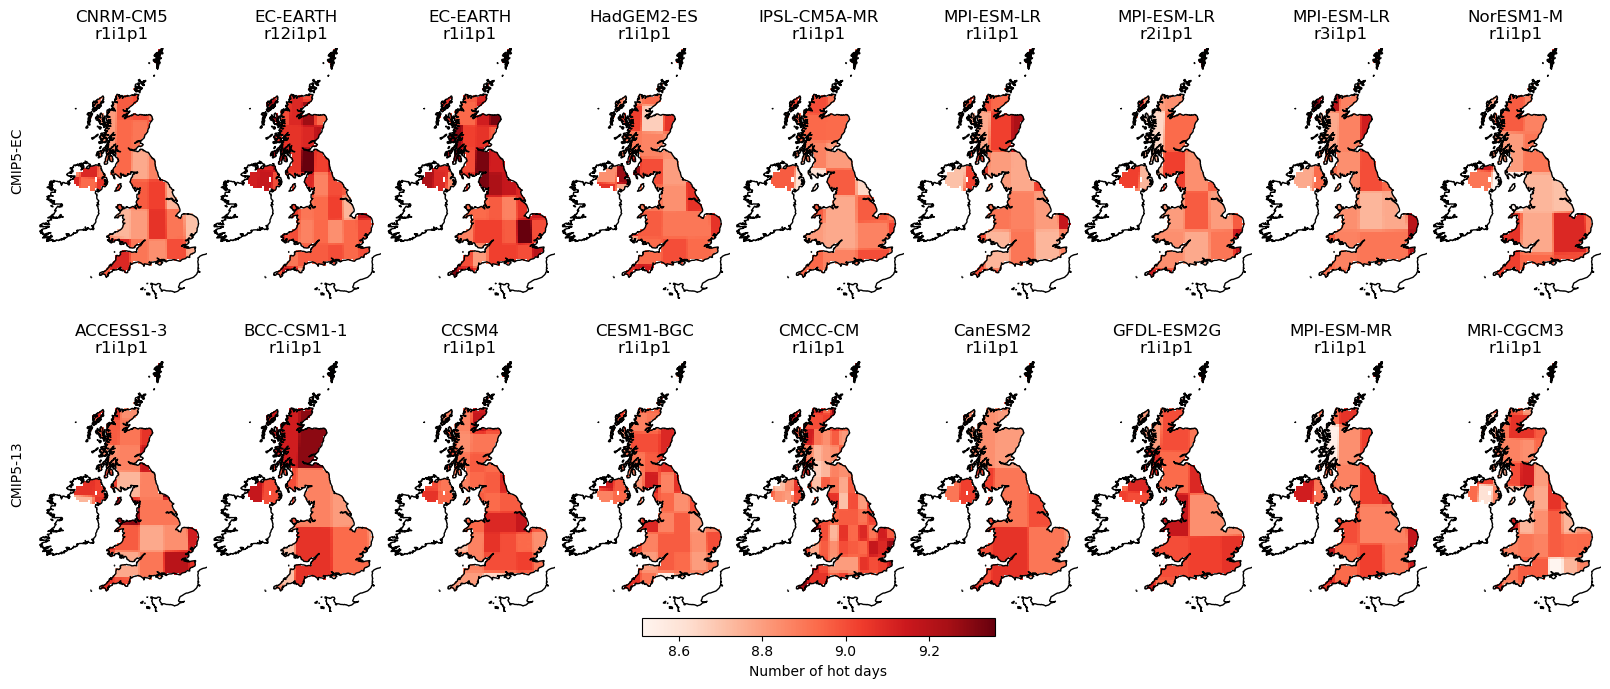 CNRM-CM5
r1i1p1
EC-EARTH
r12i1p1
EC-EARTH
r1i1p1
HadGEM2-ES
r1i1p1
IPSL-CM5A-MR
r1i1p1
MPI-ESM-LR
r1i1p1
MPI-ESM-LR
r2i1p1
MPI-ESM-LR
r3i1p1
NorESM1-M
r1i1p1
CMIP5-EC
ACCESS1-3
r1i1p1
BCC-CSM1-1
r1i1p1
CCSM4
r1i1p1
CESM1-BGC
r1i1p1
CMCC-CM
r1i1p1
CanESM2
r1i1p1
GFDL-ESM2G
r1i1p1
MPI-ESM-MR
r1i1p1
MRI-CGCM3
r1i1p1
CMIP5-13
8.6 8.8 9.0 9.2
Number of hot days